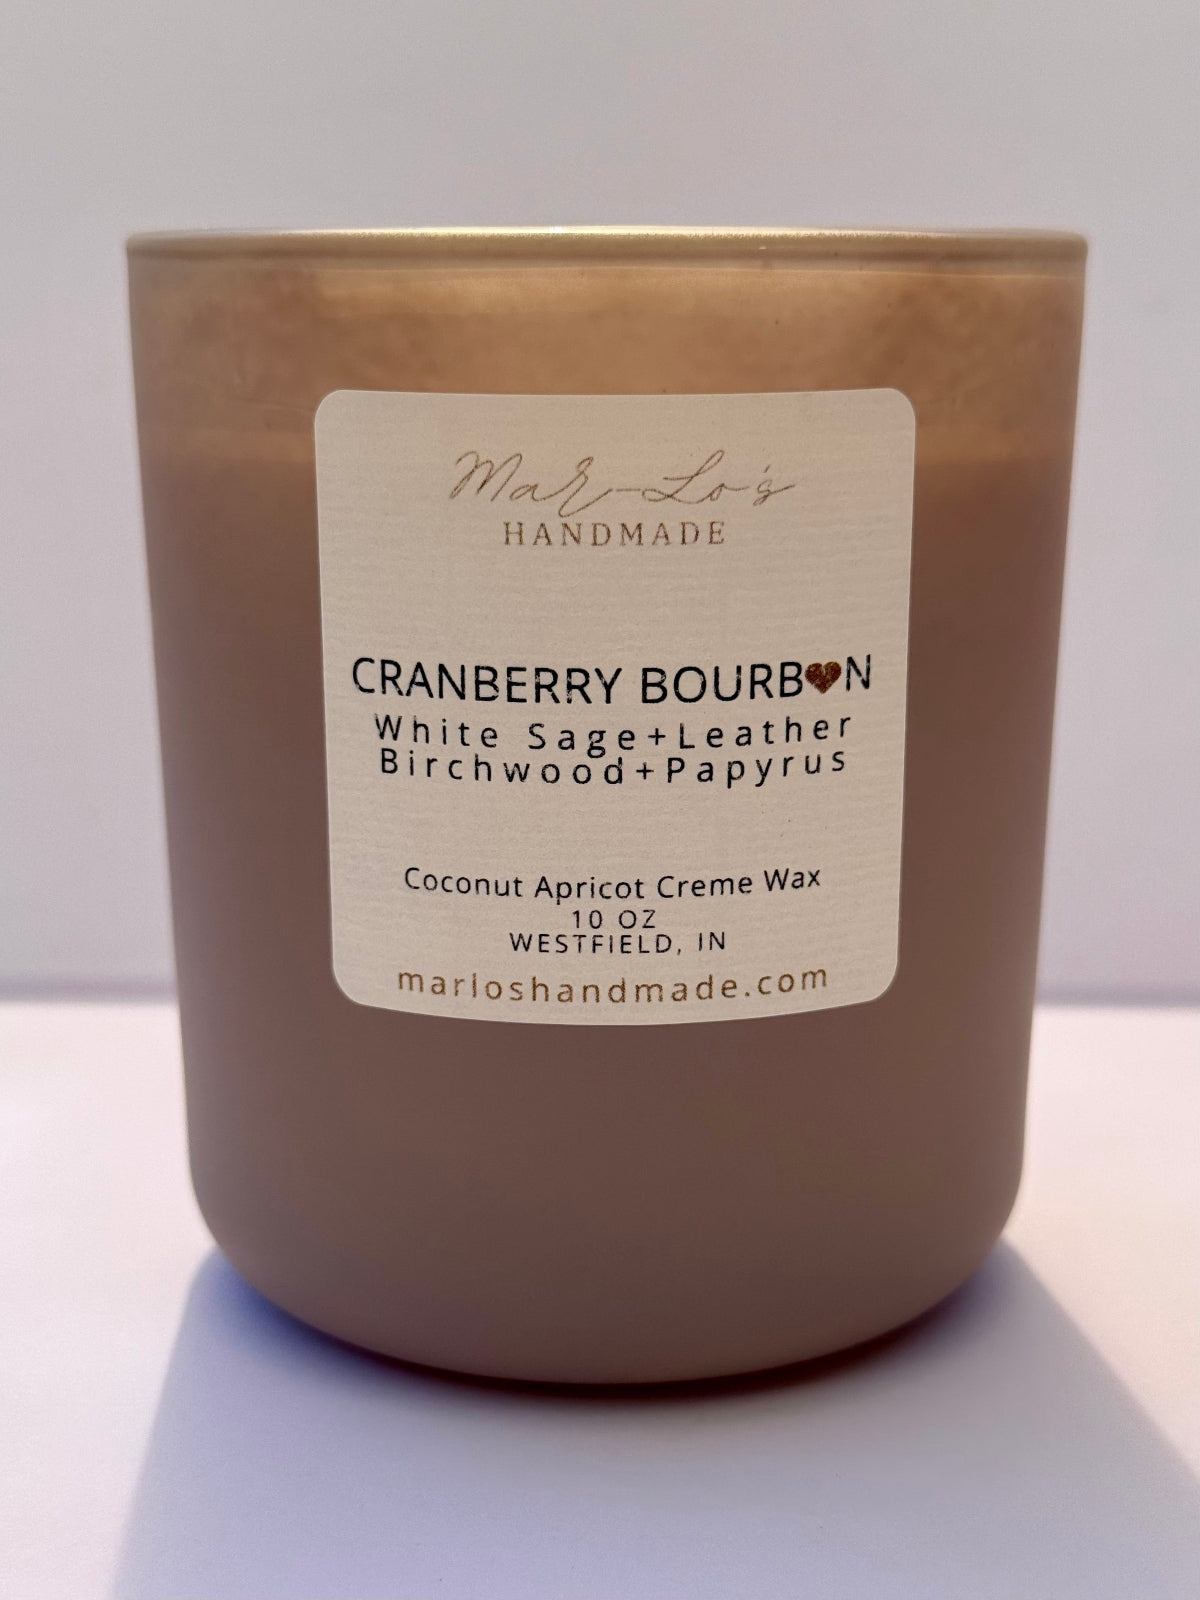 Mar-Lo's
HANDMADE
CRANBERRY BOURB♥N
White Sage+Leather
Birchwood+Papyrus
Coconut Apricot Creme Wax
10 OZ
WESTFIELD, IN
marloshandmade.com